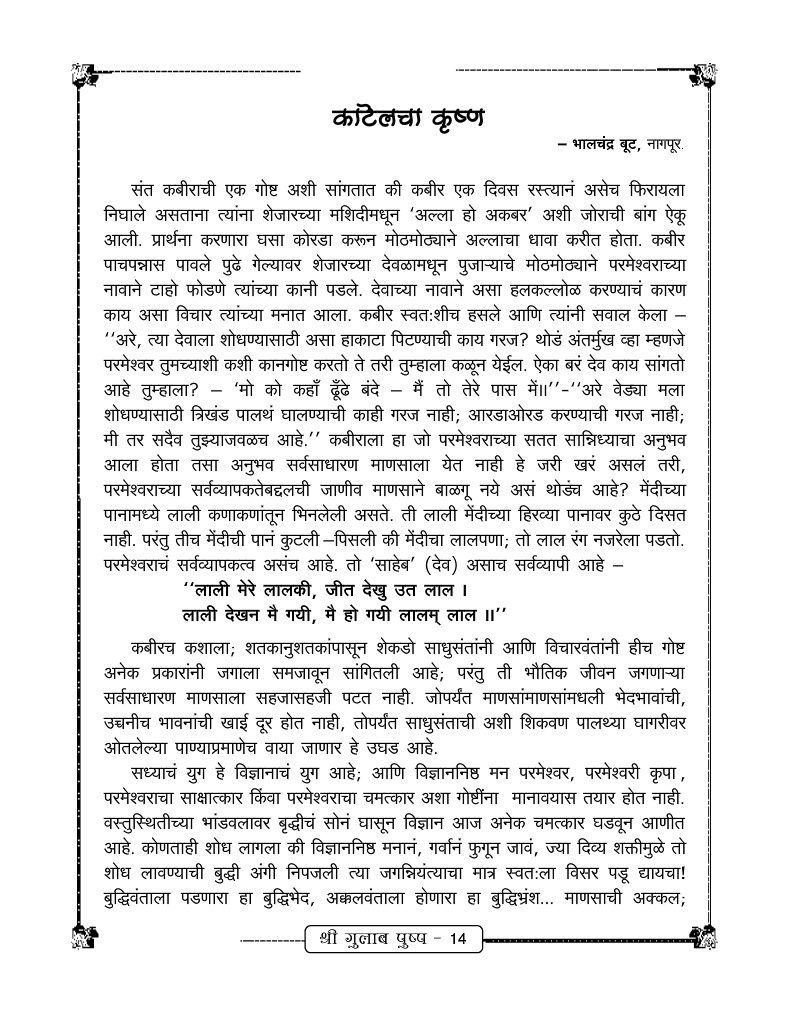 कांटेलचा कृष्ण
– भालचंद्र बूट, नागपूर.
संत कबीराची एक गोष्ट अशी सांगतात की कबीर एक दिवस रस्त्यानं असेच फिरायला
निघाले असताना त्यांना शेजारच्या मशिदीमधून ‘अल्ला हो अकबर’ अशी जोराची बांग ऐकू
आली. प्रार्थना करणारा घसा कोरडा करून मोठमोठ्याने अल्लाचा धावा करीत होता. कबीर
पाचपन्नास पावले पुढे गेल्यावर शेजारच्या देवळामधून पुजाऱ्याचे मोठमोठ्याने परमेश्वराच्या
नावाने टाहो फोडणे त्यांच्या कानी पडले. देवाच्या नावाने असा हलकल्लोळ करण्याचं कारण
काय असा विचार त्यांच्या मनात आला. कबीर स्वत:शीच हसले आणि त्यांनी सवाल केला –
‘‘अरे, त्या देवाला शोधण्यासाठी असा हाकाटा पिटण्याची काय गरज? थोडं अंतर्मुख व्हा म्हणजे
परमेश्वर तुमच्याशी कशी कानगोष्ट करतो ते तरी तुम्हाला कळून येईल. ऐका बरं देव काय सांगतो
आहे तुम्हाला? – ‘मो को कहाँ ढूँढे बंदे – मैं तो तेरे पास में॥’’-‘‘अरे वेड्या मला
शोधण्यासाठी त्रिखंड पालथं घालण्याची काही गरज नाही; आरडाओरड करण्याची गरज नाही;
मी तर सदैव तुझ्याजवळच आहे.’’ कबीराला हा जो परमेश्वराच्या सतत सान्निध्याचा अनुभव
आला होता तसा अनुभव सर्वसाधारण माणसाला येत नाही हे जरी खरं असलं तरी,
परमेश्वराच्या सर्वव्यापकतेबद्दलची जाणीव माणसाने बाळगू नये असं थोडंच आहे? मेंदीच्या
पानामध्ये लाली कणाकणांतून भिनलेली असते. ती लाली मेंदीच्या हिरव्या पानावर कुठे दिसत
नाही. परंतु तीच मेंदीची पानं कुटली–पिसली की मेंदीचा लालपणा; तो लाल रंग नजरेला पडतो.
परमेश्वराचं सर्वव्यापकत्व असंच आहे. तो ‘साहेब’ (देव) असाच सर्वव्यापी आहे –
‘‘लाली मेरे लालकी, जीत देखु उत लाल ।
लाली देखन मै गयी, मै हो गयी लालम् लाल ॥’’
कबीरच कशाला; शतकानुशतकांपासून शेकडो साधुसंतांनी आणि विचारवंतांनी हीच गोष्ट
अनेक प्रकारांनी जगाला समजावून सांगितली आहे; परंतु ती भौतिक जीवन जगणाऱ्या
सर्वसाधारण माणसाला सहजासहजी पटत नाही. जोपर्यंत माणसांमाणसांमधली भेदभावांची,
उच्चनीच भावनांची खाई दूर होत नाही, तोपर्यंत साधुसंताची अशी शिकवण पालथ्या घागरीवर
ओतलेल्या पाण्याप्रमाणेच वाया जाणार हे उघड आहे.
सध्याचं युग हे विज्ञानाचं युग आहे; आणि विज्ञाननिष्ठ मन परमेश्वर, परमेश्वरी कृपा,
परमेश्वराचा साक्षात्कार किंवा परमेश्वराचा चमत्कार अशा गोष्टींना मानावयास तयार होत नाही.
वस्तुस्थितीच्या भांडवलावर बृद्धीचं सोनं घासून विज्ञान आज अनेक चमत्कार घडवून आणीत
आहे. कोणताही शोध लागला की विज्ञाननिष्ठ मनानं, गर्वानं फुगून जावं, ज्या दिव्य शक्तीमुळे तो
शोध लावण्याची बुद्धी अंगी निपजली त्या जगन्नियंत्याचा मात्र स्वत:ला विसर पडू द्यायचा!
बुद्धिवंताला पडणारा हा बुद्धिभेद, अक्कलवंताला होणारा हा बुद्धिभ्रंश... माणसाची अक्कल;
श्री गुलाब पुष्प - 14